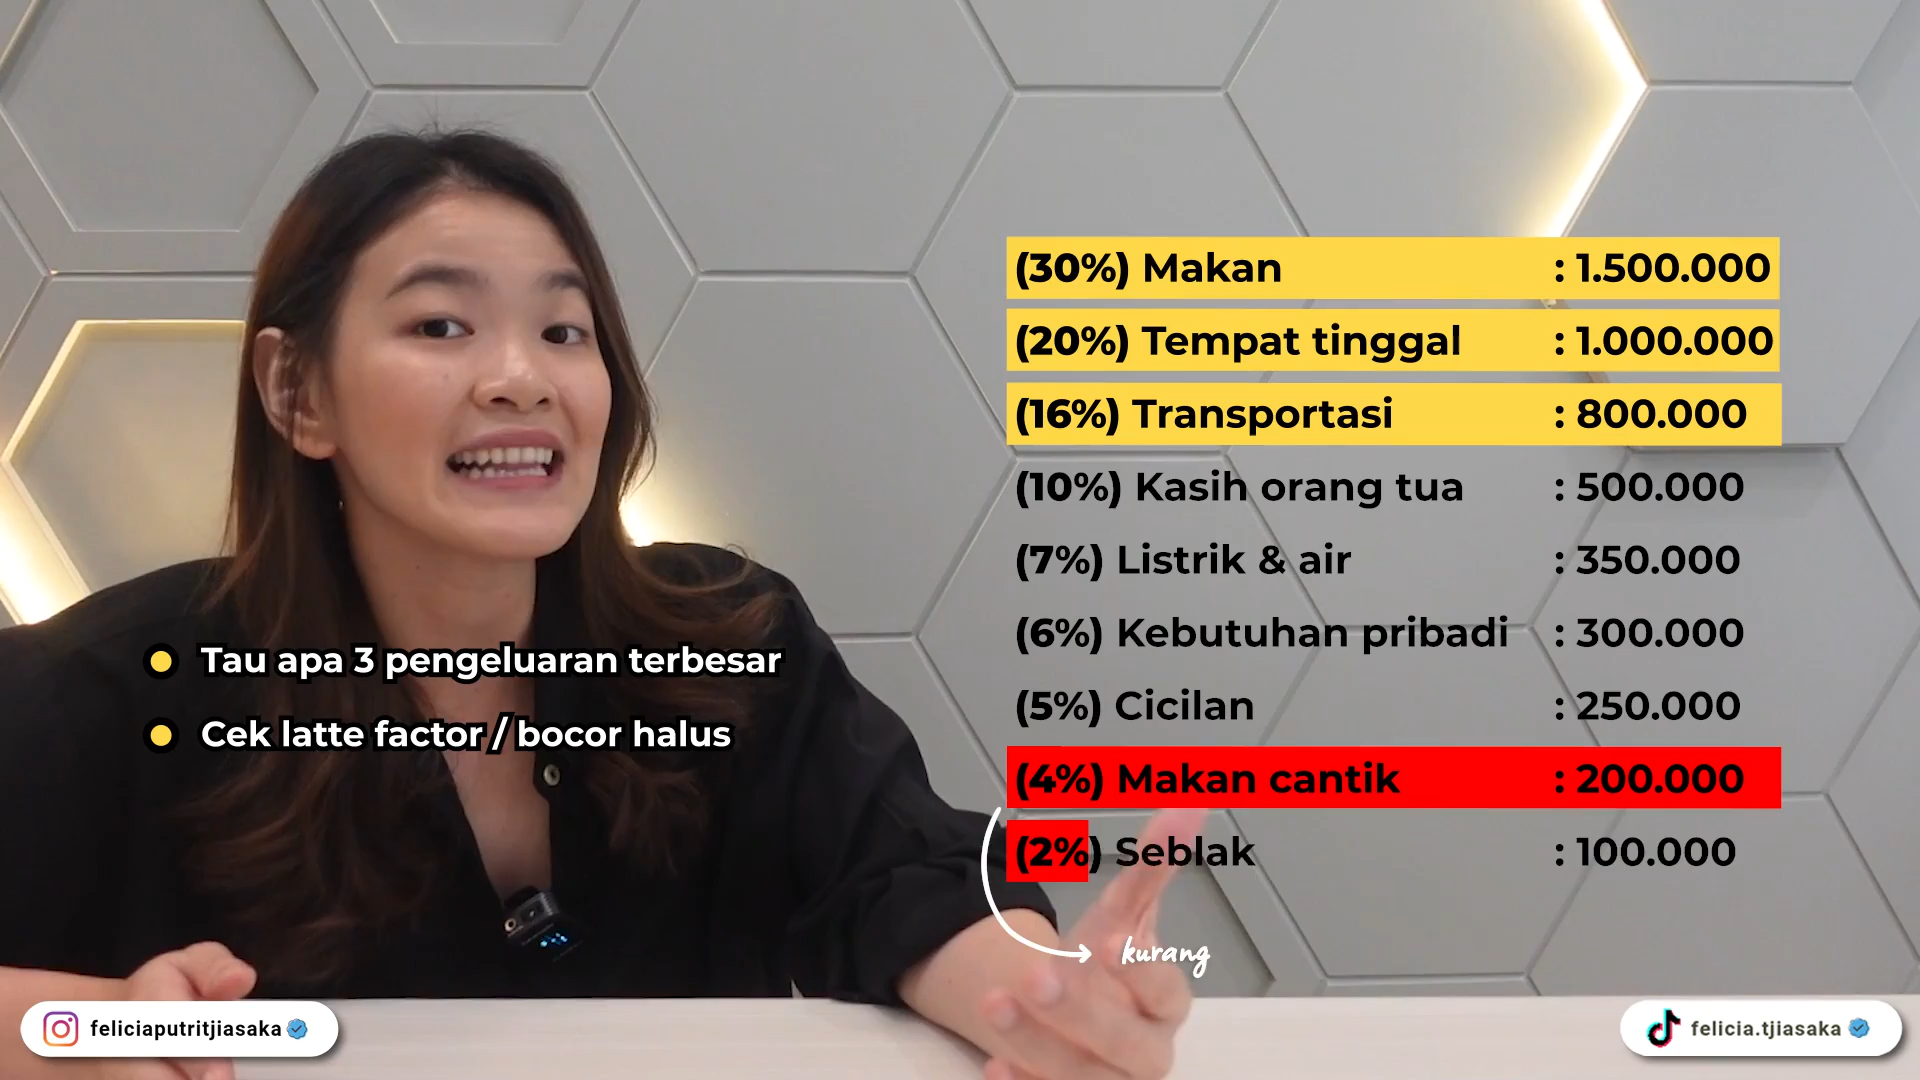 (30%) Makan : 1.500.000
(20%) Tempat tinggal : 1.000.000
(16%) Transportasi : 800.000
(10%) Kasih orang tua : 500.000
(7%) Listrik & air : 350.000
(6%) Kebutuhan pribadi : 300.000
(5%) Cicilan : 250.000
(4%) Makan cantik : 200.000
(2%) Seblak : 100.000
kurang
Tau apa 3 pengeluaran terbesar
Cek latte factor / bocor halus
feliciaputritjiasaka
felicia.tjiasaka